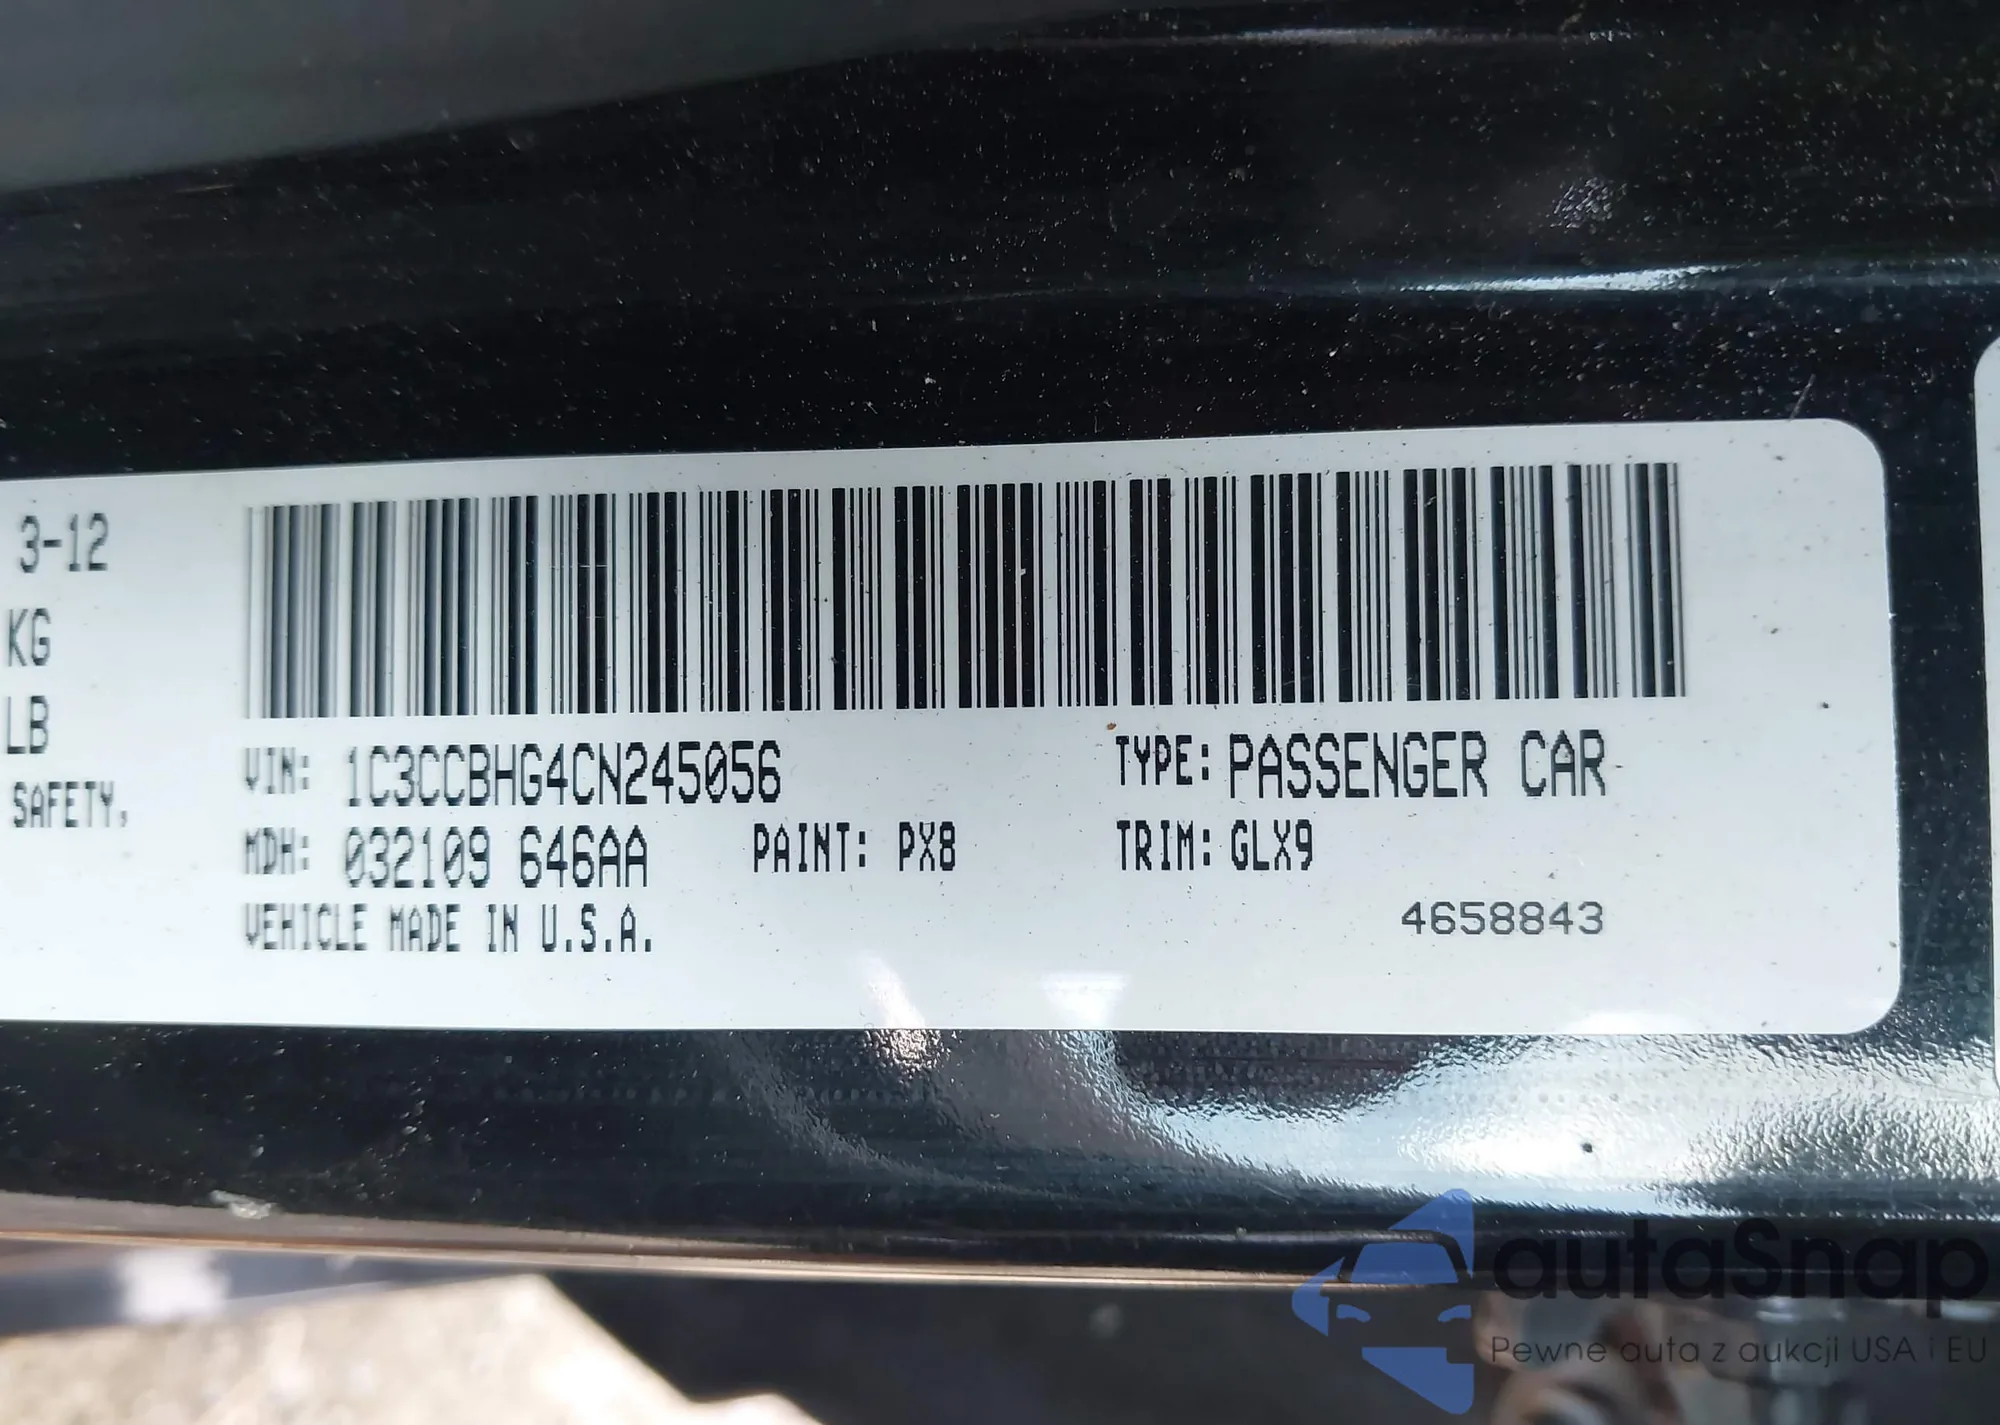 3-12
KG
LB
SAFETY,
VIN: 1C3CCBHG4CN245056
TYPE: PASSENGER CAR
MDH: 032109 646AA
PAINT: PX8
TRIM: GLX9
VEHICLE MADE IN U.S.A.
4658843
autaSnap
Pewne auta z aukcji USA i EU